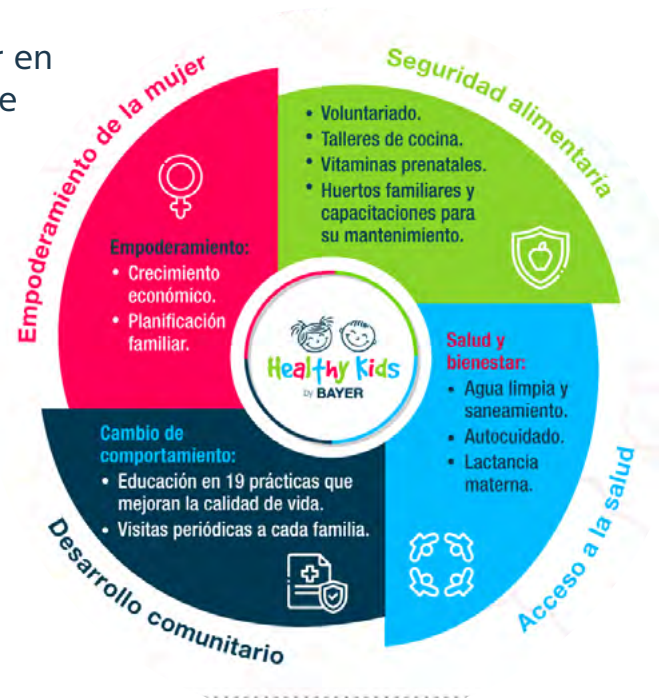 r en
e
Empoderamiento de la mujer
Seguridad alimentaria
• Voluntariado.
• Talleres de cocina.
• Vitaminas prenatales.
• Huertos familiares y
capacitaciones para
su mantenimiento.
Empoderamiento:
• Crecimiento
económico.
• Planificación
familiar.
Healthy Kids
by BAYER
Salud y
bienestar:
• Agua limpia y
saneamiento.
• Autocuidado.
• Lactancia
materna.
Cambio de
comportamiento:
• Educación en 19 prácticas que
mejoran la calidad de vida.
• Visitas periódicas a cada familia.
Desarrollo comunitario
Acceso a la salud